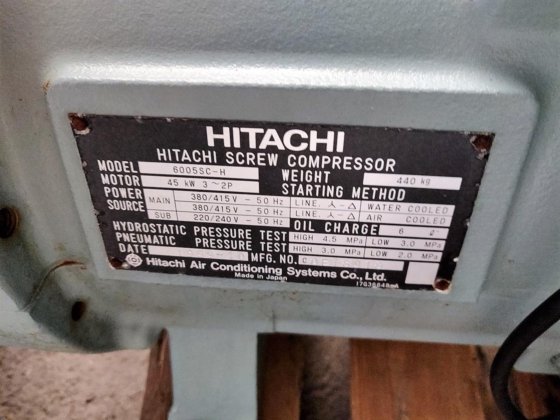 HITACHI
HITACHI SCREW COMPRESSOR
MODEL 6005SC-H WEIGHT 440 kg
MOTOR 45 kW 3~2P STARTING METHOD
POWER SOURCE MAIN 380/415V - 50 Hz LINE. 人-△ WATER COOLED
380/415V - 50 Hz LINE. 人-△ AIR COOLED
SUB 220/240V - 50 Hz OIL CHARGE 6 ℓ
HYDROSTATIC PRESSURE TEST HIGH 4.5 MPa LOW 3.0 MPa
PNEUMATIC PRESSURE TEST HIGH 3.0 MPa LOW 2.0 MPa
DATE MFG. NO.
Hitachi Air Conditioning Systems Co., Ltd.
Made in Japan